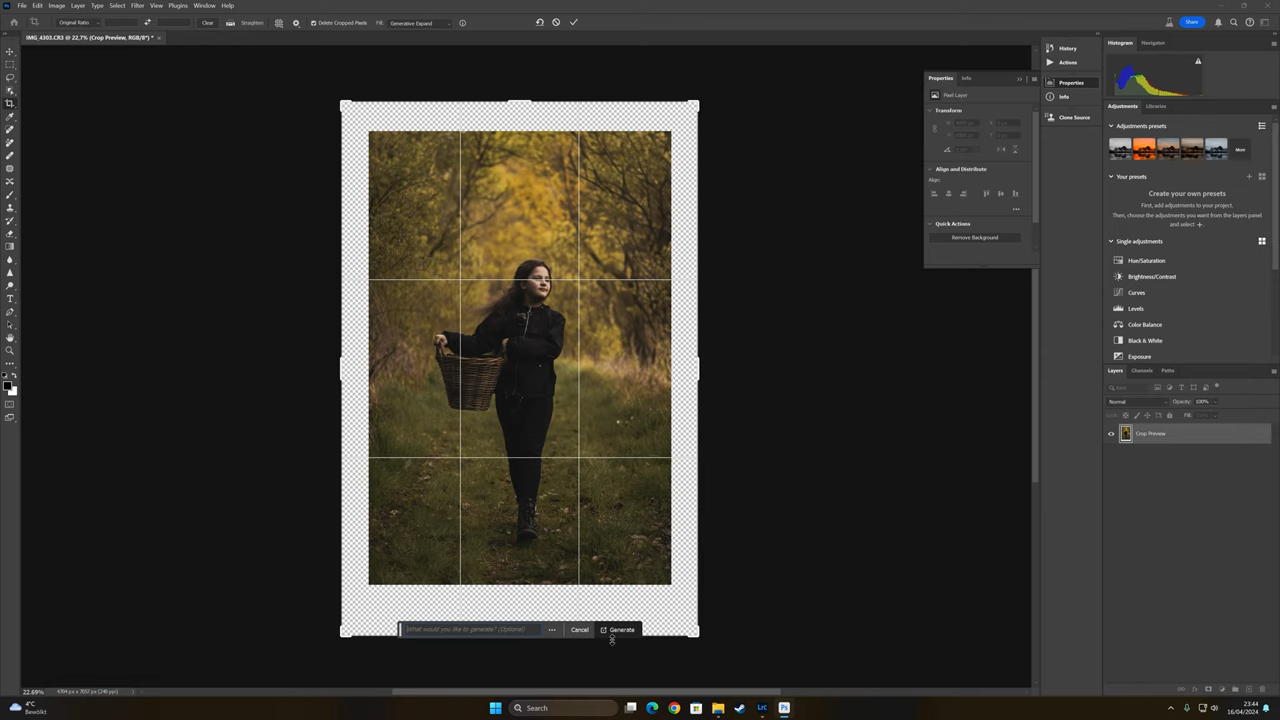 File Edit Image Layer Type Select Filter View Plugins Window Help
Original Ratio Clear Straighten Delete Cropped Pixels Fill: Generative Expand Share
IMG_4303.CR3 @ 22,7% (Crop Preview, RGB/8*) *
History
Actions
Properties
Info
Clone Source
Properties Info
Pixel Layer
Transform
Align and Distribute
Align:
Quick Actions
Remove Background
Histogram Navigator
Adjustments Libraries
Adjustments presets
More
Your presets
Create your own presets
First, add adjustments to your project.
Then, choose the adjustments you want from the layers panel
and select +.
Single adjustments
Hue/Saturation
Brightness/Contrast
Curves
Levels
Color Balance
Black & White
Exposure
Layers Channels Paths
Normal Opacity: 100%
Fill:
Crop Preview
What would you like to generate? (Optional) Cancel Generate
22.69%
4°C
Bewölkt
Search
23:44
16/04/2024